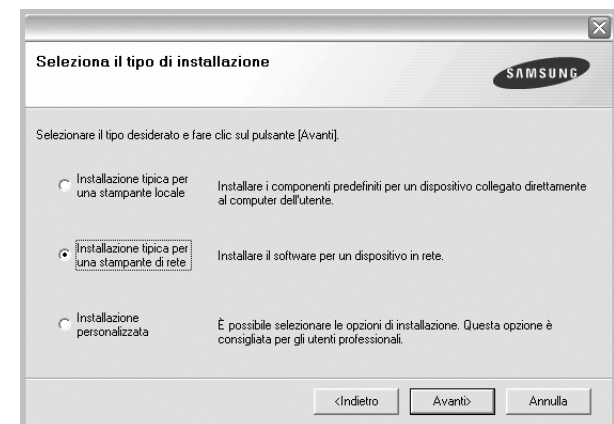 Seleziona il tipo di installazione
SAMSUNG
Selezionare il tipo desiderato e fare clic sul pulsante [Avanti].
Installazione tipica per
una stampante locale
Installare i componenti predefiniti per un dispositivo collegato direttamente
al computer dell'utente.
Installazione tipica per
una stampante di rete
Installare il software per un dispositivo in rete.
Installazione
personalizzata
È possibile selezionare le opzioni di installazione. Questa opzione è
consigliata per gli utenti professionali.
<Indietro
Avanti>
Annulla